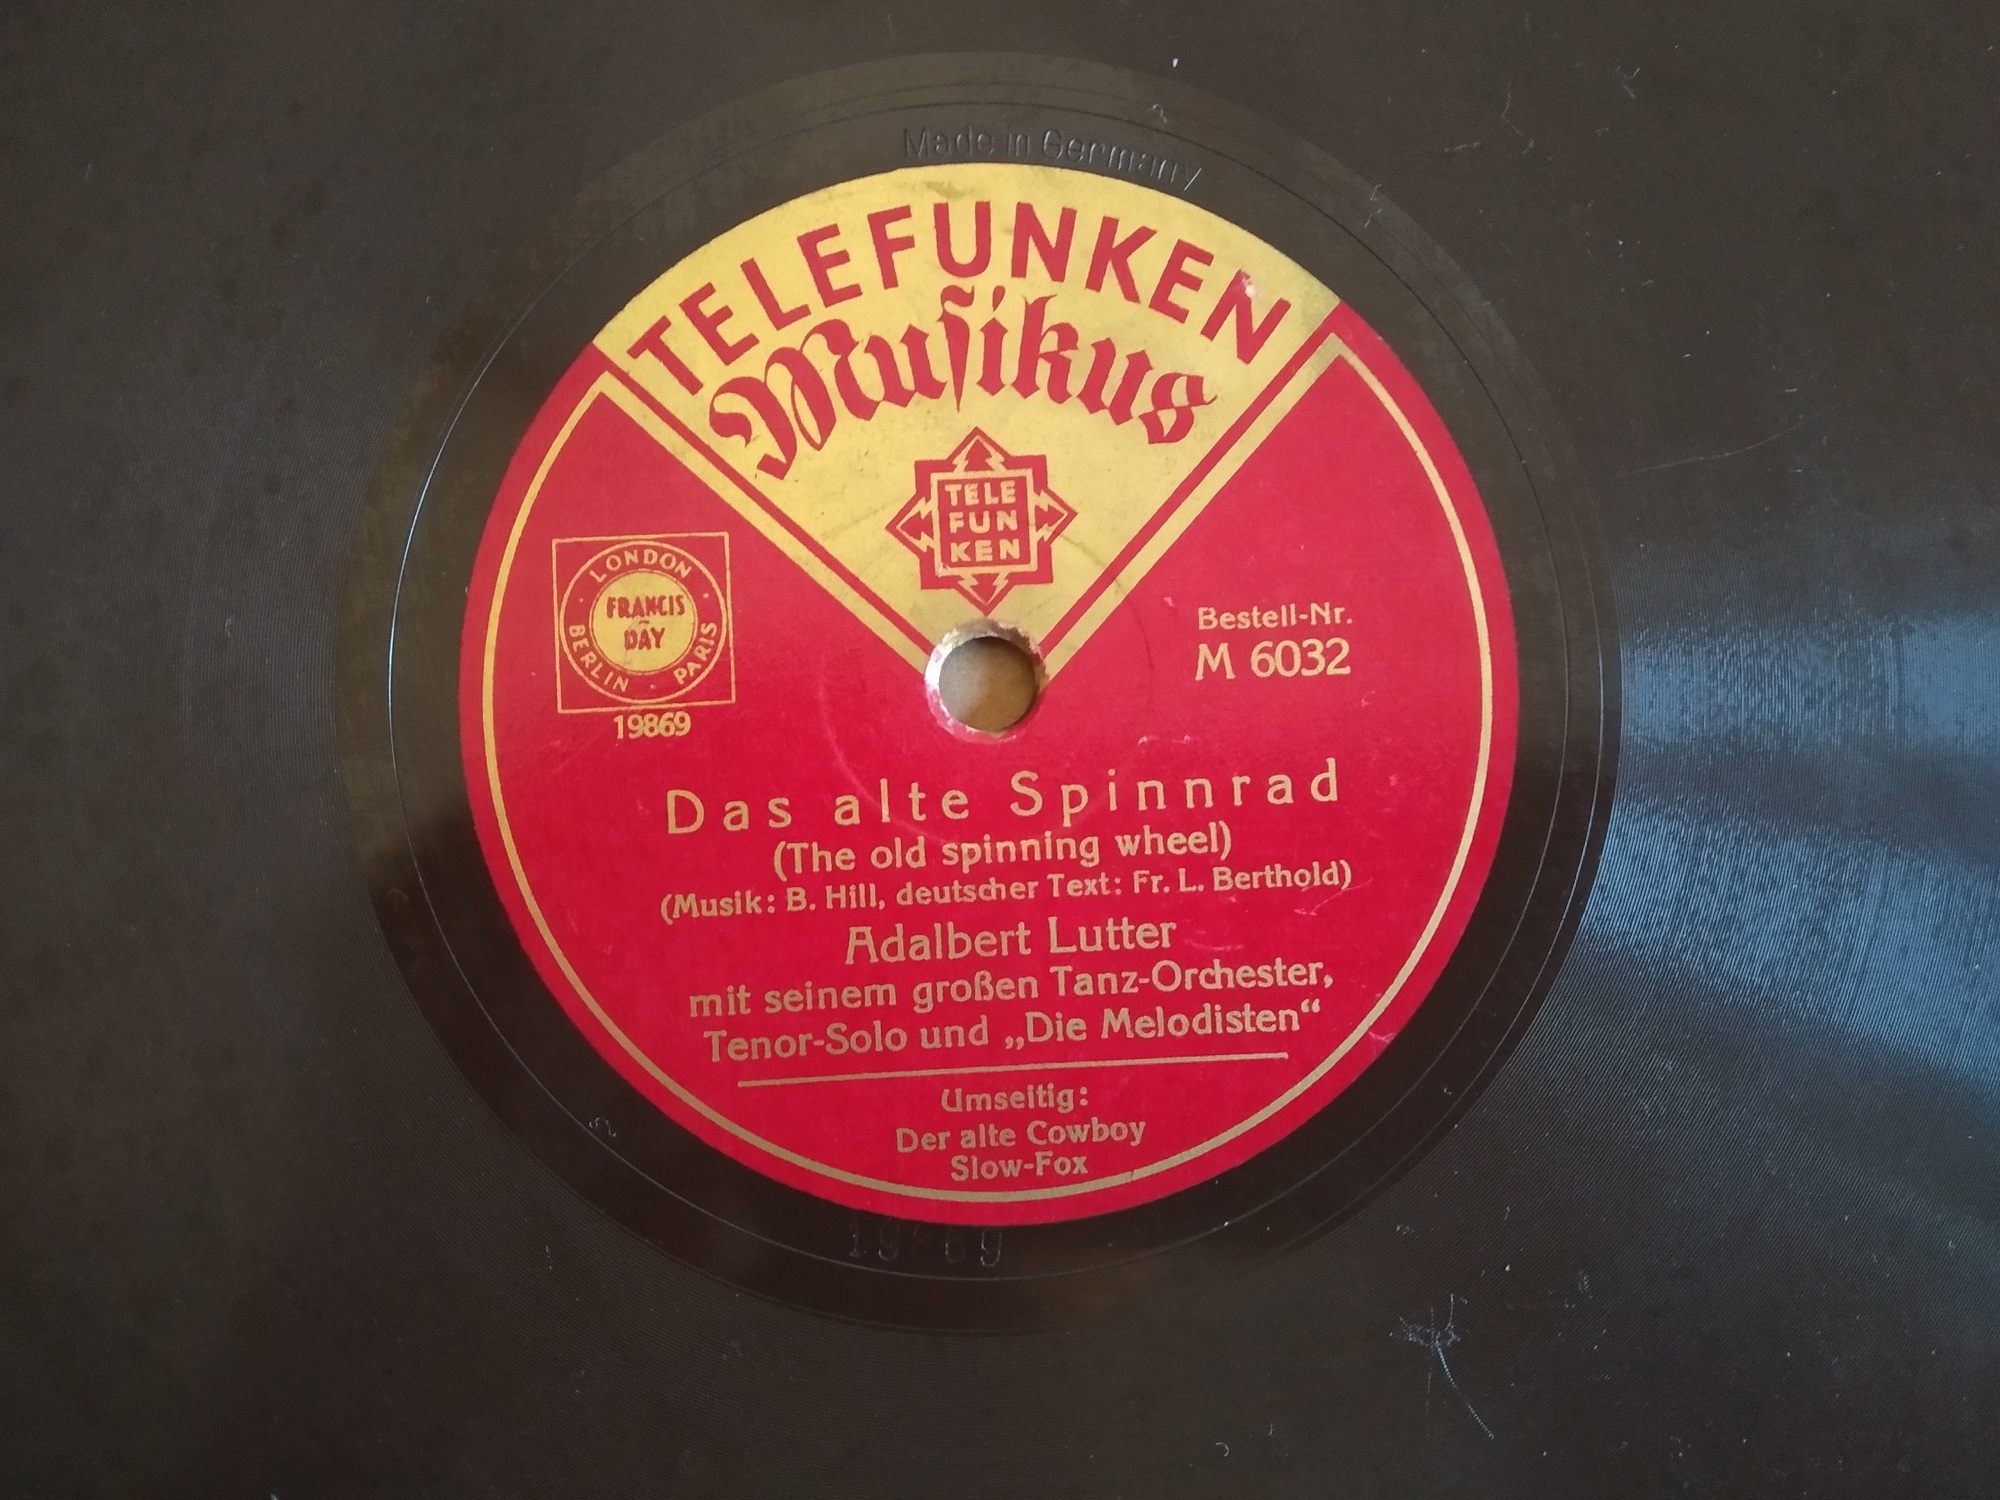 Made in Germany
TELEFUNKEN
Musikus
TELE
FUN
KEN
LONDON
FRANCIS
DAY
BERLIN · PARIS
19869
Bestell-Nr.
M 6032
Das alte Spinnrad
(The old spinning wheel)
(Musik: B. Hill, deutscher Text: Fr. L. Berthold)
Adalbert Lutter
mit seinem großen Tanz-Orchester,
Tenor-Solo und „Die Melodisten“
Umseitig:
Der alte Cowboy
Slow-Fox
19869